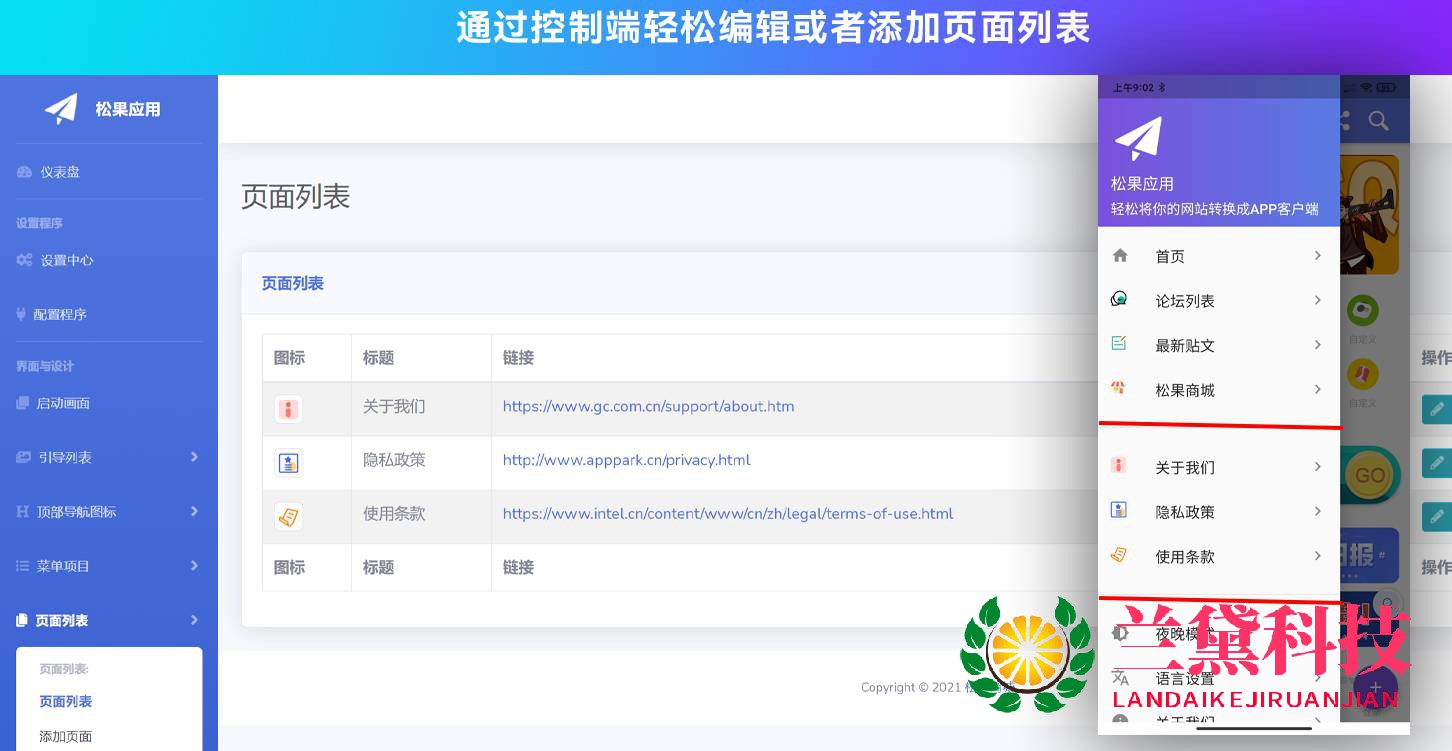 通过控制端轻松编辑或者添加页面列表
松果应用
仪表盘
设置程序
设置中心
配置程序
界面与设计
启动画面
引导列表
顶部导航图标
菜单项目
页面列表
页面列表:
页面列表
添加页面
页面列表
页面列表
图标 标题 链接
关于我们 https://www.gc.com.cn/support/about.htm
隐私政策 http://www.apppark.cn/privacy.html
使用条款 https://www.intel.cn/content/www/cn/zh/legal/terms-of-use.html
图标 标题 链接
操作
操作
Copyright © 2021
上午9:02
松果应用
轻松将你的网站转换成APP客户端
首页
论坛列表
最新贴文
松果商城
关于我们
隐私政策
使用条款
夜晚模式
语言设置
关于我们
自定义
自定义
GO
报 #
兰黛科技
LANDAIKEJIRUANJIAN